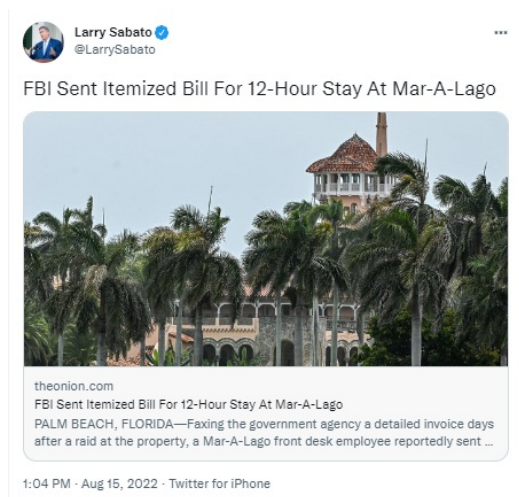 Larry Sabato
@LarrySabato
FBI Sent Itemized Bill For 12-Hour Stay At Mar-A-Lago
theonion.com
FBI Sent Itemized Bill For 12-Hour Stay At Mar-A-Lago
PALM BEACH, FLORIDA—Faxing the government agency a detailed invoice days
after a raid at the property, a Mar-A-Lago front desk employee reportedly sent ...
1:04 PM · Aug 15, 2022 · Twitter for iPhone